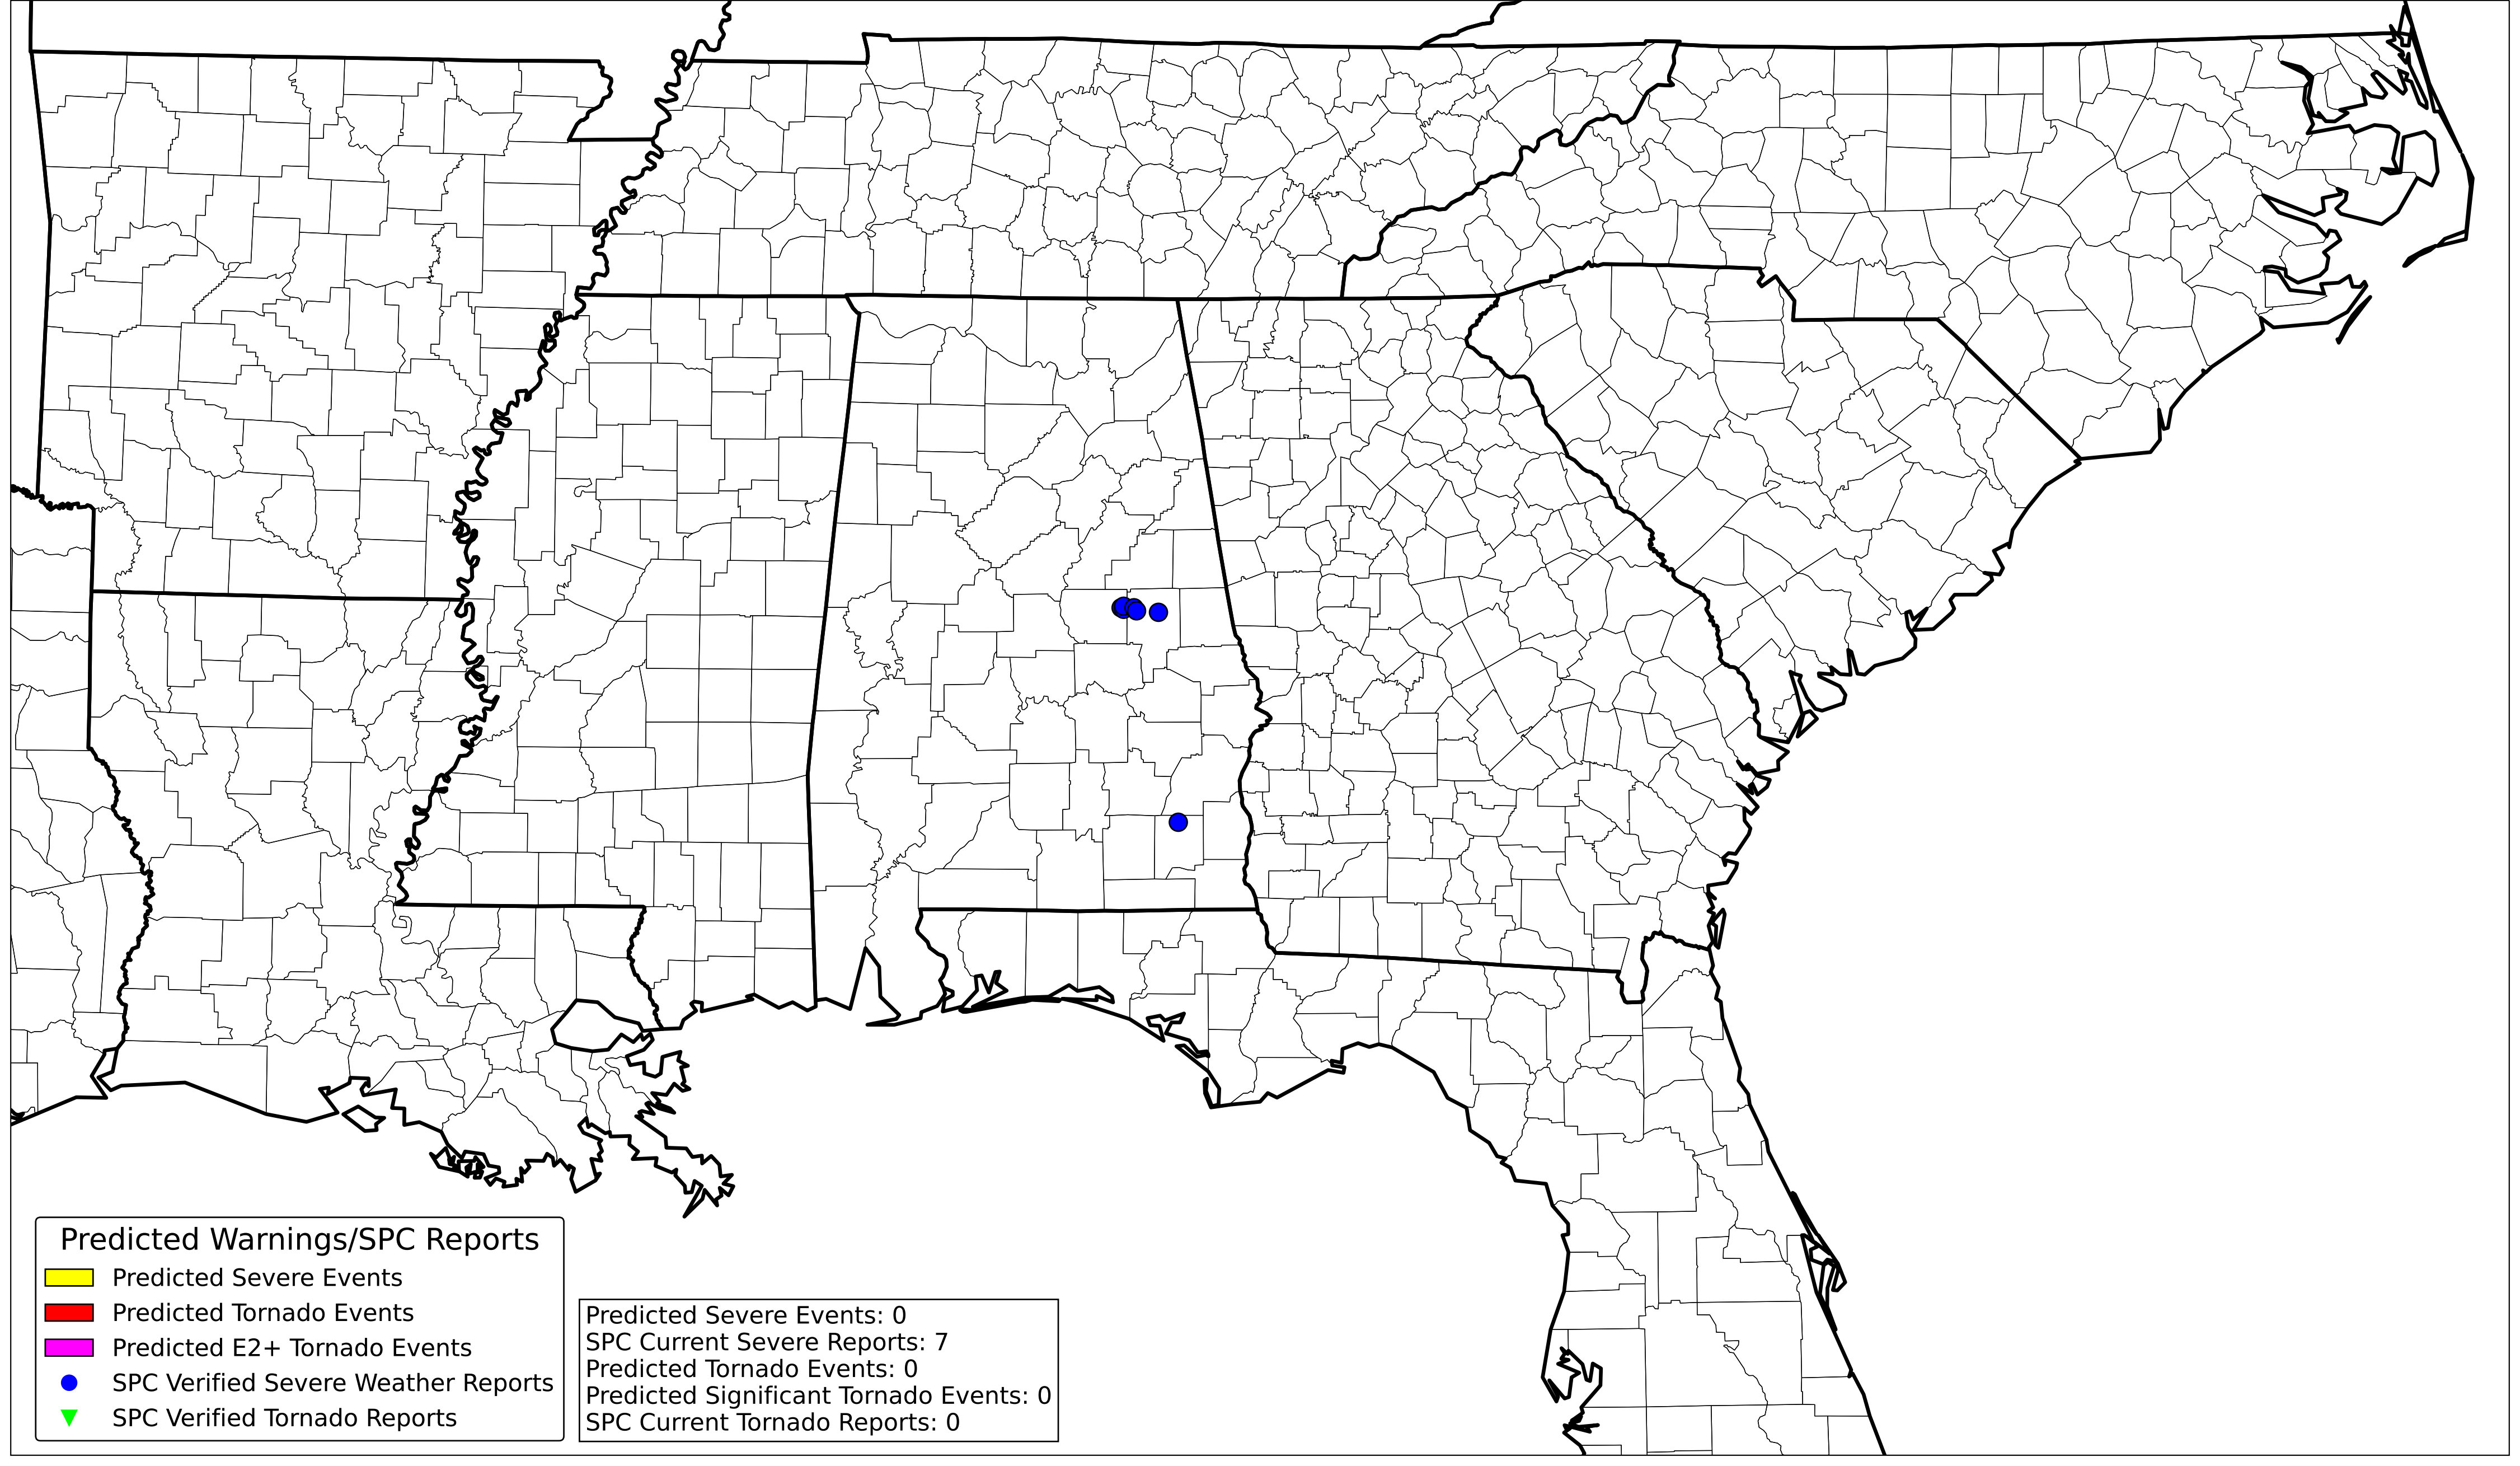 Predicted Warnings/SPC Reports
Predicted Severe Events
Predicted Tornado Events
Predicted E2+ Tornado Events
SPC Verified Severe Weather Reports
SPC Verified Tornado Reports
Predicted Severe Events: 0
SPC Current Severe Reports: 7
Predicted Tornado Events: 0
Predicted Significant Tornado Events: 0
SPC Current Tornado Reports: 0